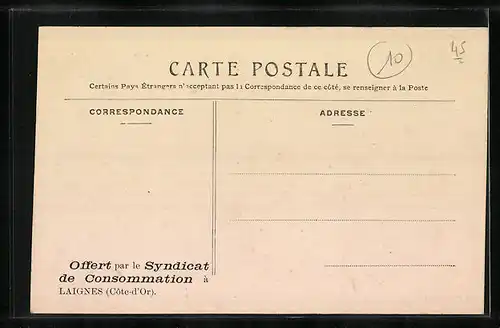 10
45
CARTE POSTALE
Certains Pays Étrangers n'acceptant pas la Correspondance de ce côté, se renseigner à la Poste
CORRESPONDANCE
ADRESSE
Offert par le Syndicat
de Consommation à
LAIGNES (Côte-d'Or).